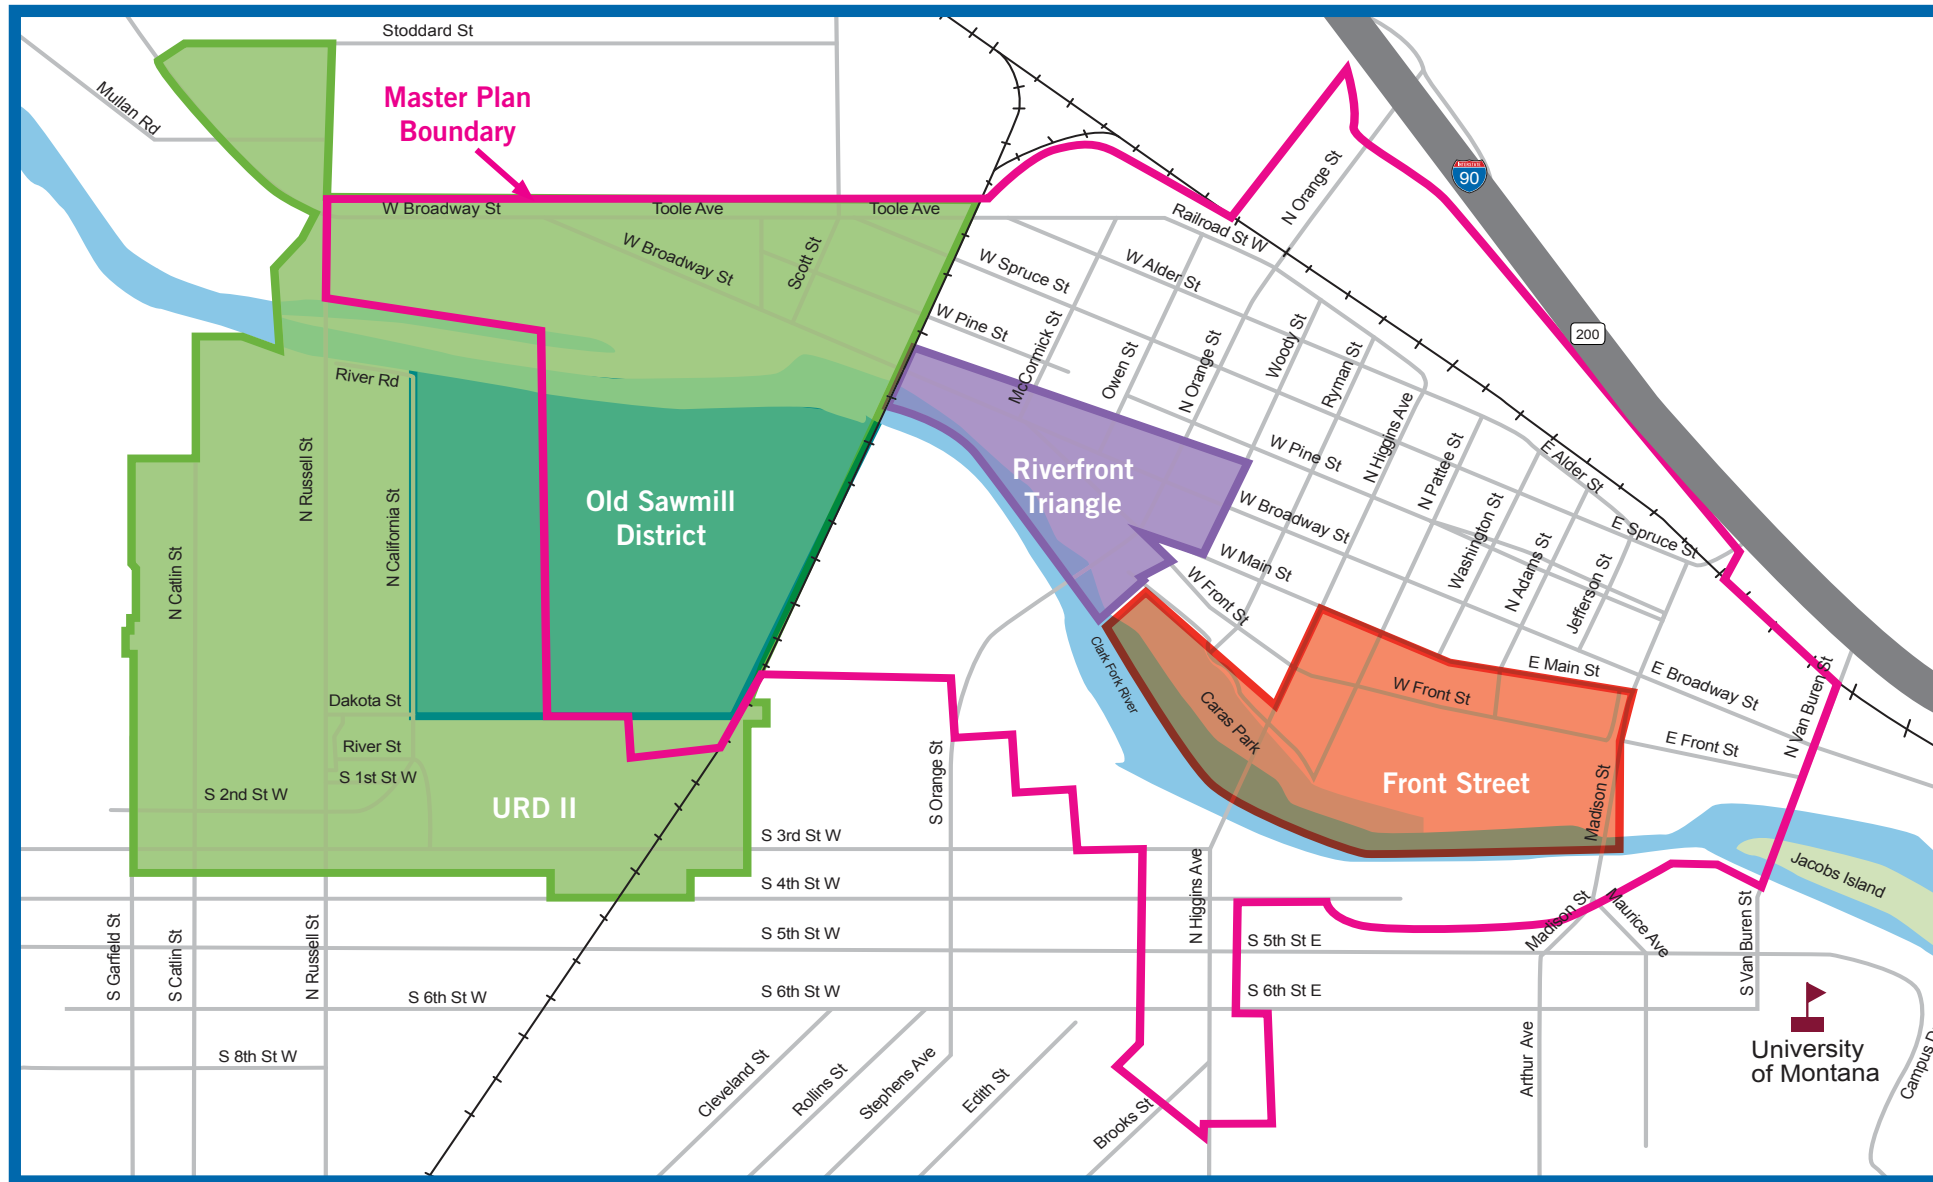 Stoddard St
Mullan Rd
Master Plan
Boundary
INTERSTATE
90
N Orange St
W Broadway St
Toole Ave
Toole Ave
Railroad St W
W Broadway St
Scott St
W Spruce St
W Alder St
200
W Pine St
McCormick St
Owen St
N Orange St
Woody St
Ryman St
N Higgins Ave
River Rd
N Russell St
N California St
Old Sawmill
District
Riverfront
Triangle
W Pine St
N Pattee St
E Alder St
W Broadway St
Washington St
E Spruce St
N Catlin St
W Main St
N Adams St
Jefferson St
W Front St
Clark Fork River
E Main St
E Broadway St
N Van Buren St
Dakota St
W Front St
Caras Park
River St
E Front St
S 1st St W
S 2nd St W
URD II
S Orange St
Front Street
Madison St
S 3rd St W
Jacobs Island
S 4th St W
N Higgins Ave
Madison St
Maurice Ave
S Garfield St
S Catlin St
N Russell St
S 5th St W
S 5th St E
S Van Buren St
S 6th St W
S 6th St W
S 6th St E
S 8th St W
Cleveland St
Rollins St
Stephens Ave
Edith St
Brooks St
Arthur Ave
University
of Montana
Campus D